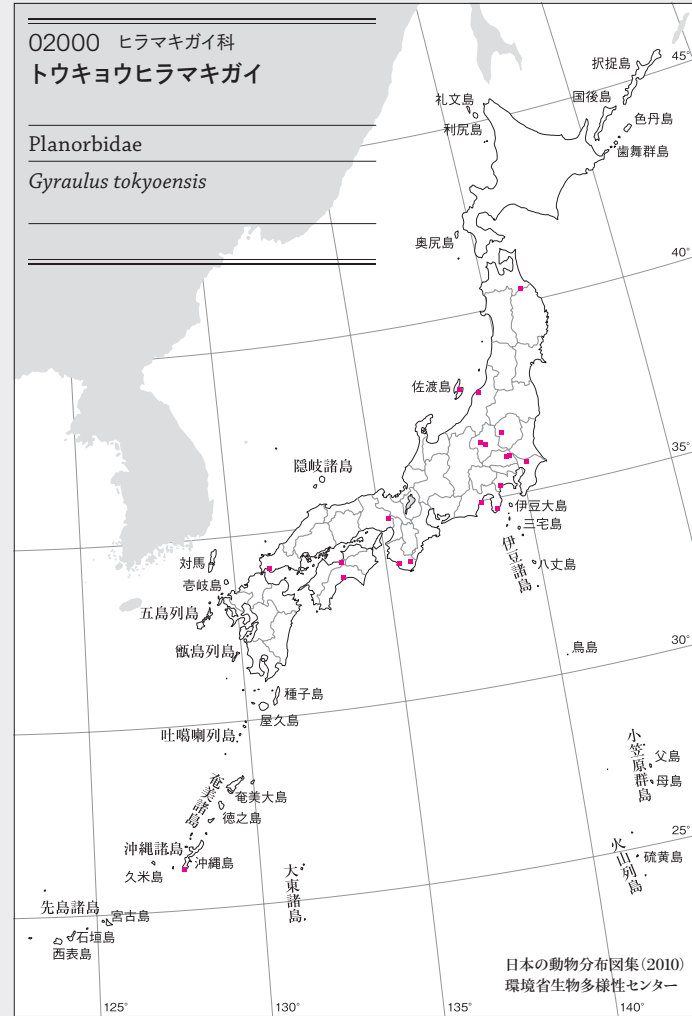 02000 ヒラマキガイ科
トウキョウヒラマキガイ
Planorbidae
Gyraulus tokyoensis
択捉島
45°
国後島
礼文島
色丹島
利尻島
歯舞群島
奥尻島
40°
佐渡島
35°
隠岐諸島
伊豆大島
三宅島
伊豆諸島
対馬
八丈島
壱岐島
五島列島
甑島列島
鳥島
30°
種子島
屋久島
吐噶喇列島
小笠原群島
父島
奄美諸島
母島
奄美大島
徳之島
25°
沖縄諸島
火山列島
硫黄島
沖縄島
久米島
大東諸島
先島諸島
宮古島
石垣島
西表島
日本の動物分布図集(2010)
環境省生物多様性センター
125°
130°
135°
140°